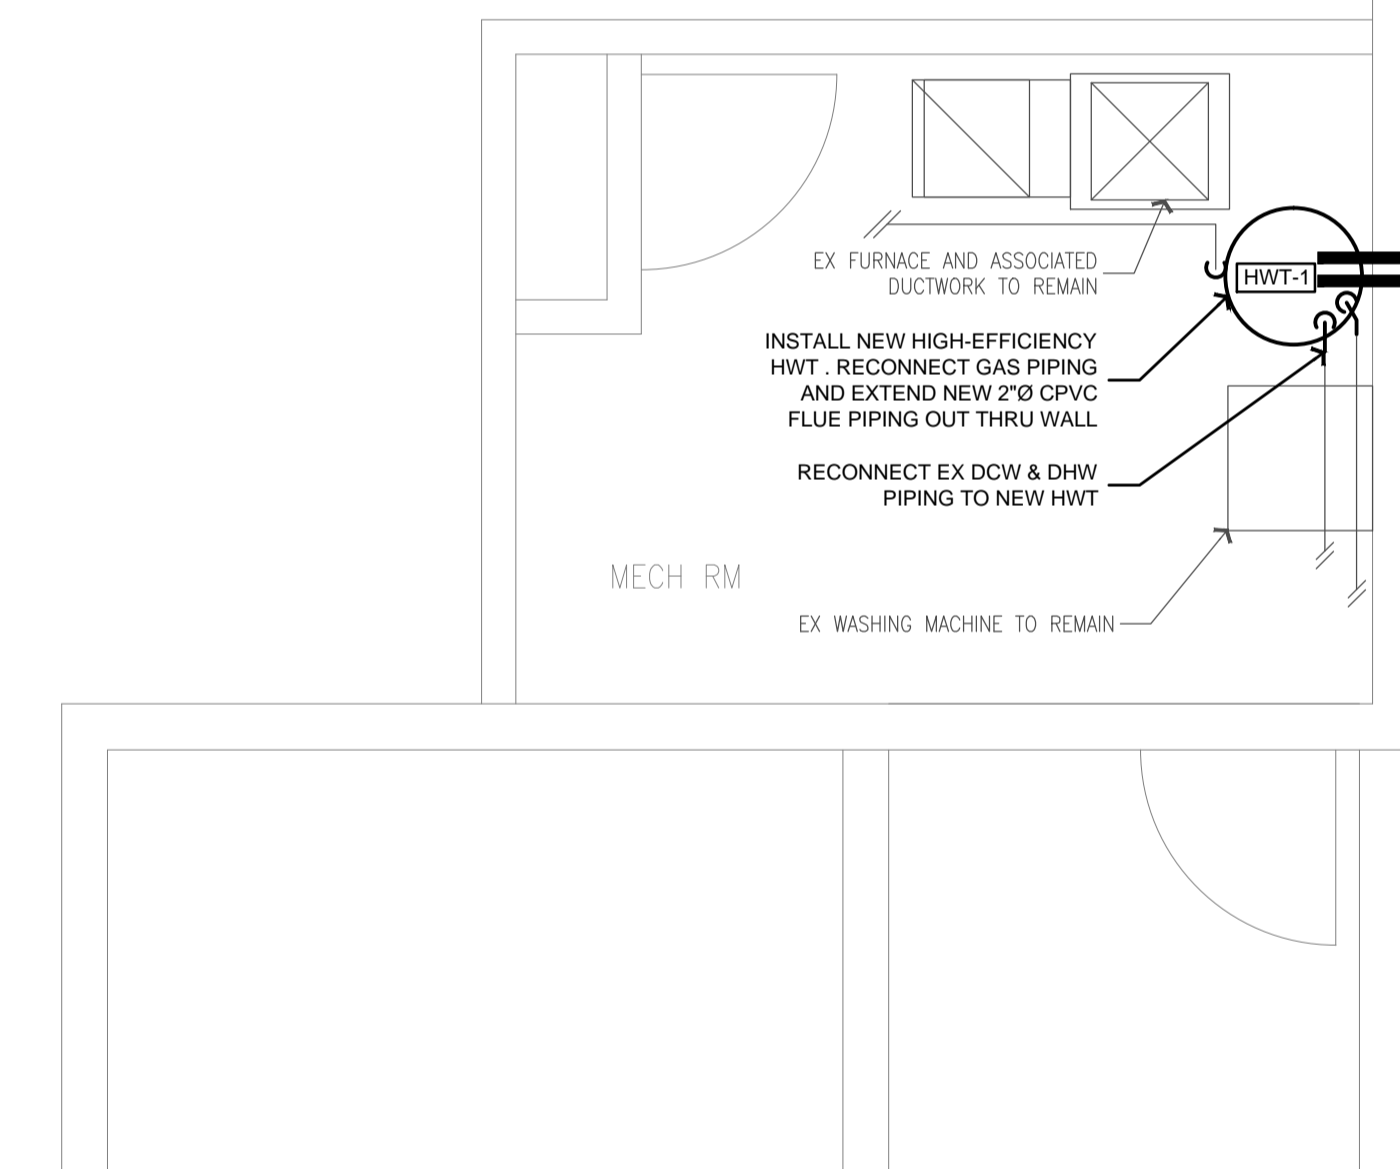 EX FURNACE AND ASSOCIATED
DUCTWORK TO REMAIN
HWT-1
INSTALL NEW HIGH-EFFICIENCY
HWT . RECONNECT GAS PIPING
AND EXTEND NEW 2"Ø CPVC
FLUE PIPING OUT THRU WALL
RECONNECT EX DCW & DHW
PIPING TO NEW HWT
MECH RM
EX WASHING MACHINE TO REMAIN